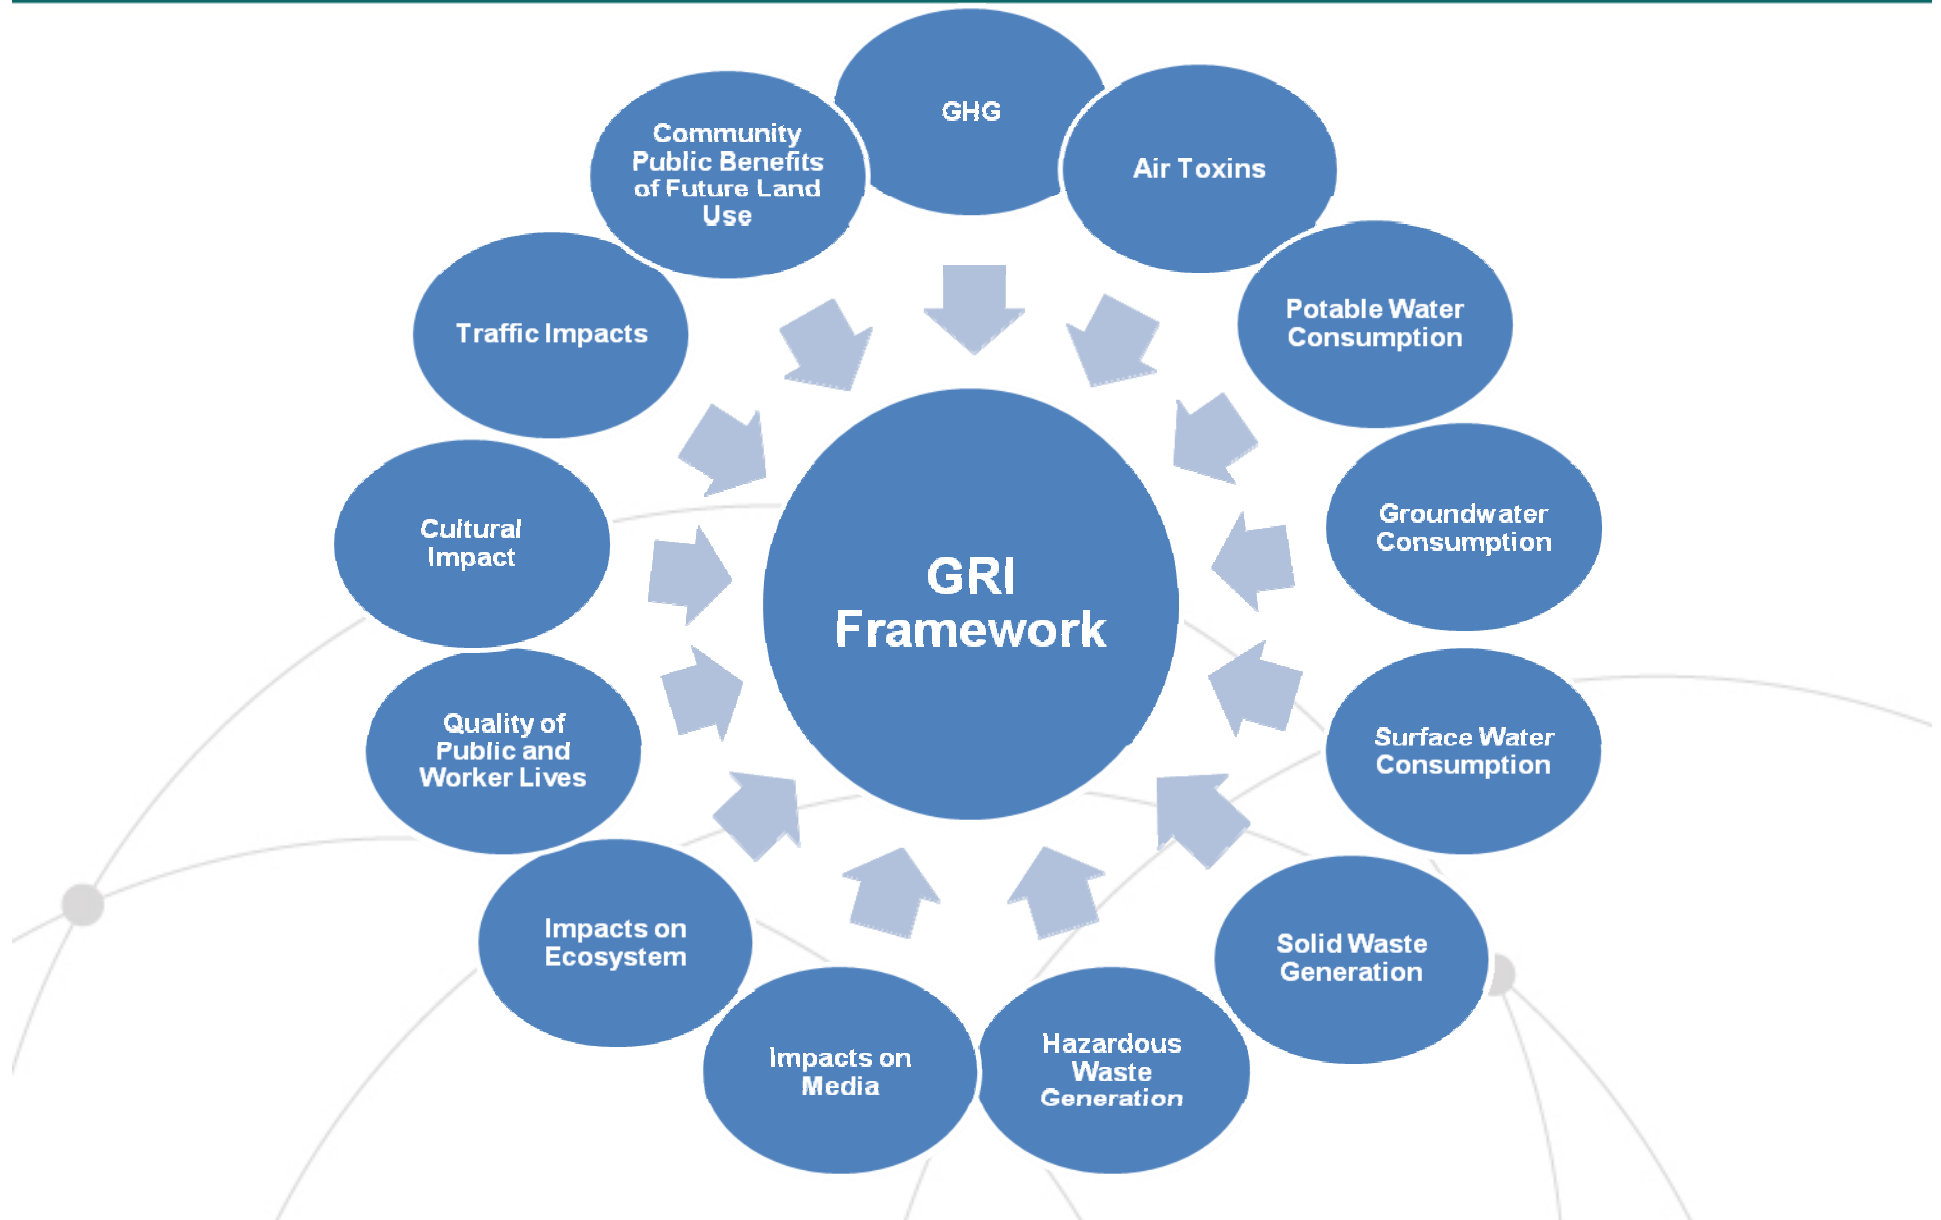 GHG
Air Toxins
Potable Water
Consumption
Groundwater
Consumption
Surface Water
Consumption
Solid Waste
Generation
Hazardous
Waste
Generation
Impacts on
Media
Impacts on
Ecosystem
Quality of
Public and
Worker Lives
Cultural
Impact
Traffic Impacts
Community
Public Benefits
of Future Land
Use
GRI
Framework